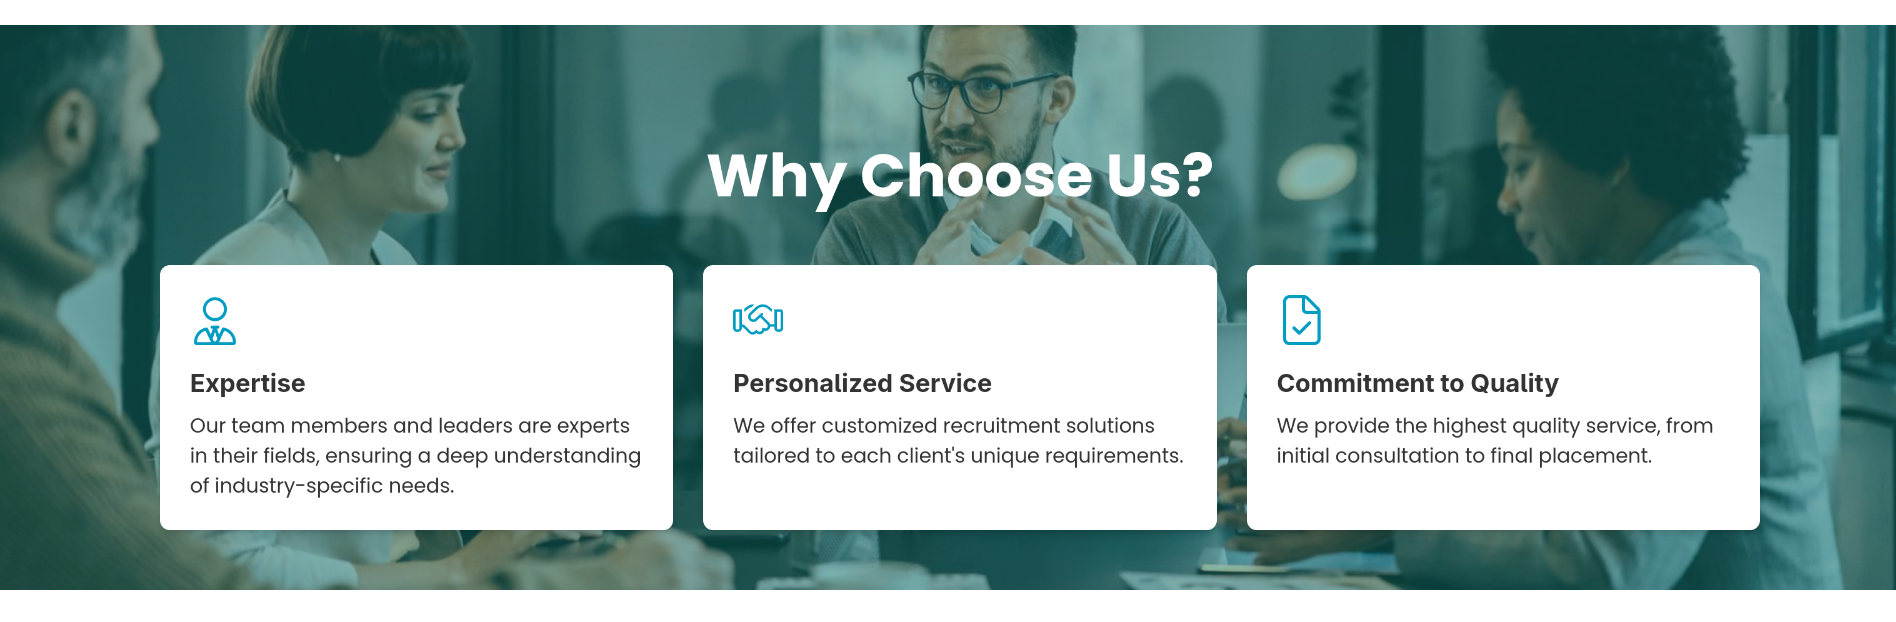 Why Choose Us?
Expertise
Our team members and leaders are experts
in their fields, ensuring a deep understanding
of industry-specific needs.
Personalized Service
We offer customized recruitment solutions
tailored to each client's unique requirements.
Commitment to Quality
We provide the highest quality service, from
initial consultation to final placement.